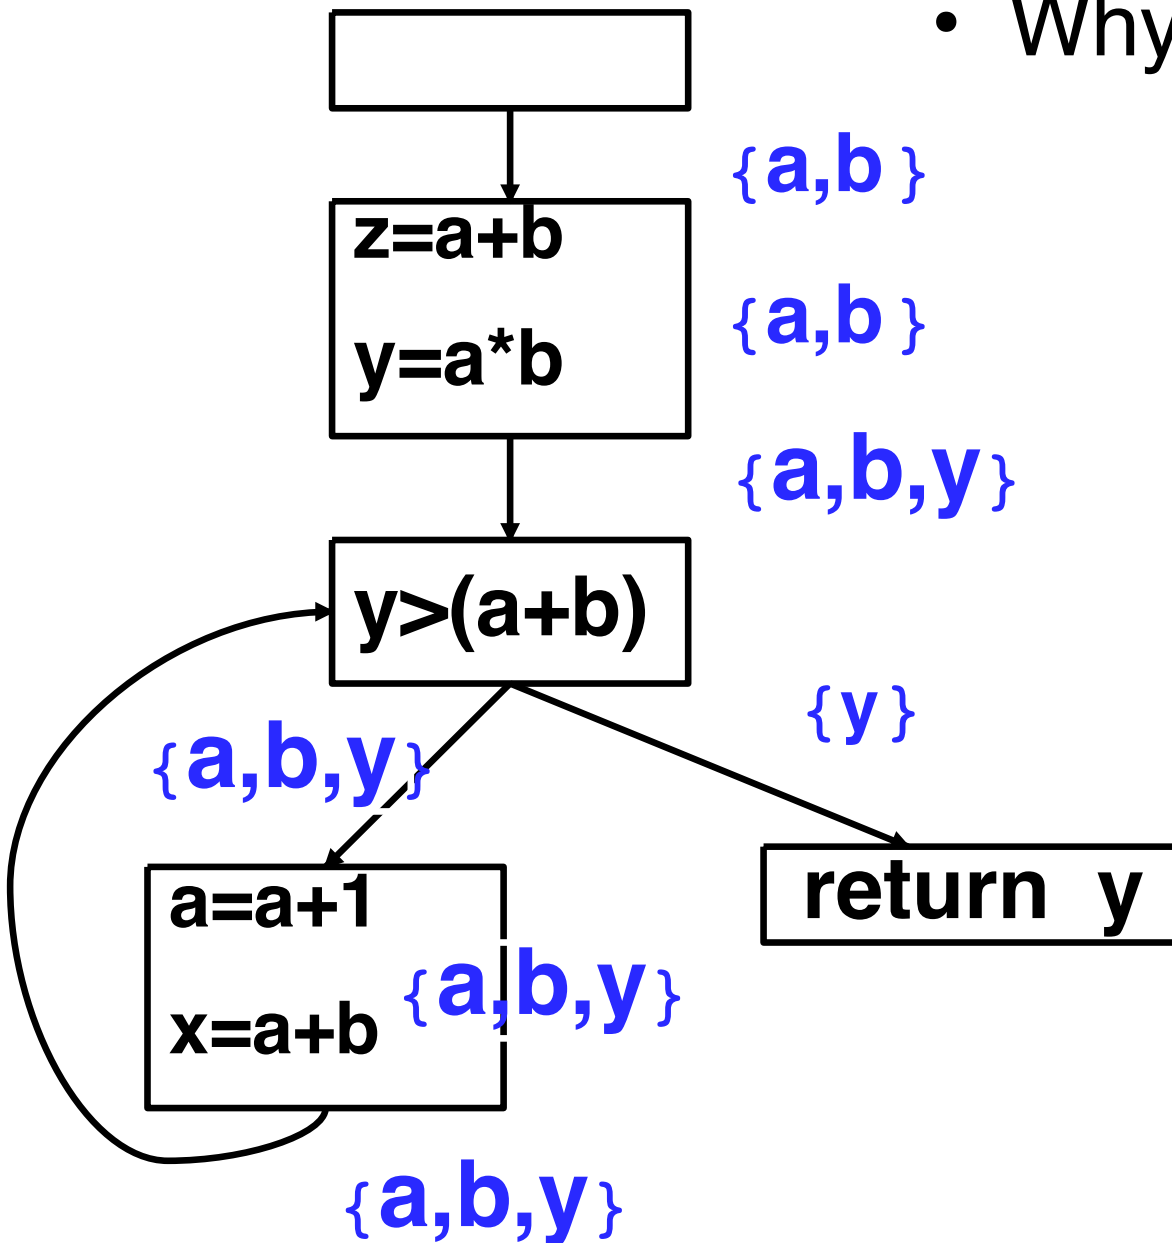 • Why
{a,b }
z=a+b
{a,b }
y=a*b
{a,b,y}
y>(a+b)
{y}
{a,b,y}
return y
a=a+1
{a,b,y}
x=a+b
{a,b,y}